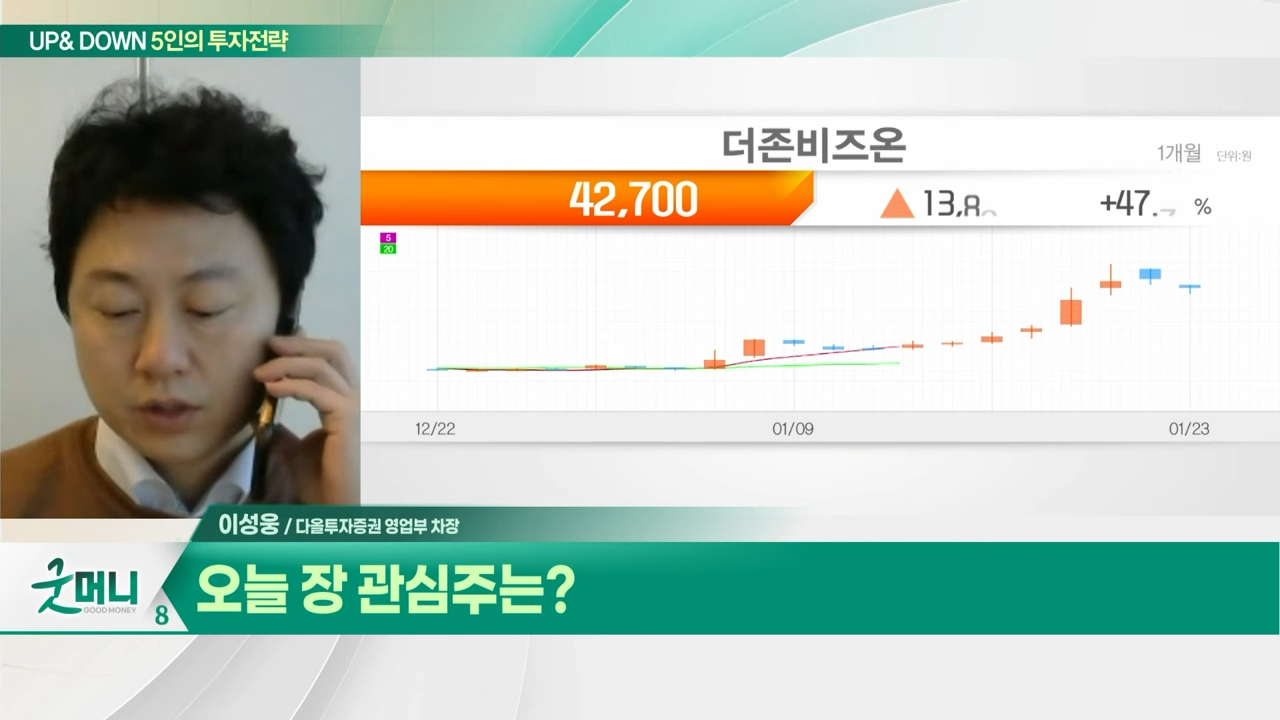 UP& DOWN 5인의 투자전략
더존비즈온
1개월 단위:원
42,700
+47. %
5
20
12/22 01/09 01/23
이성웅 / 다올투자증권 영업부 차장
굿머니
GOOD MONEY
8
오늘 장 관심주는?